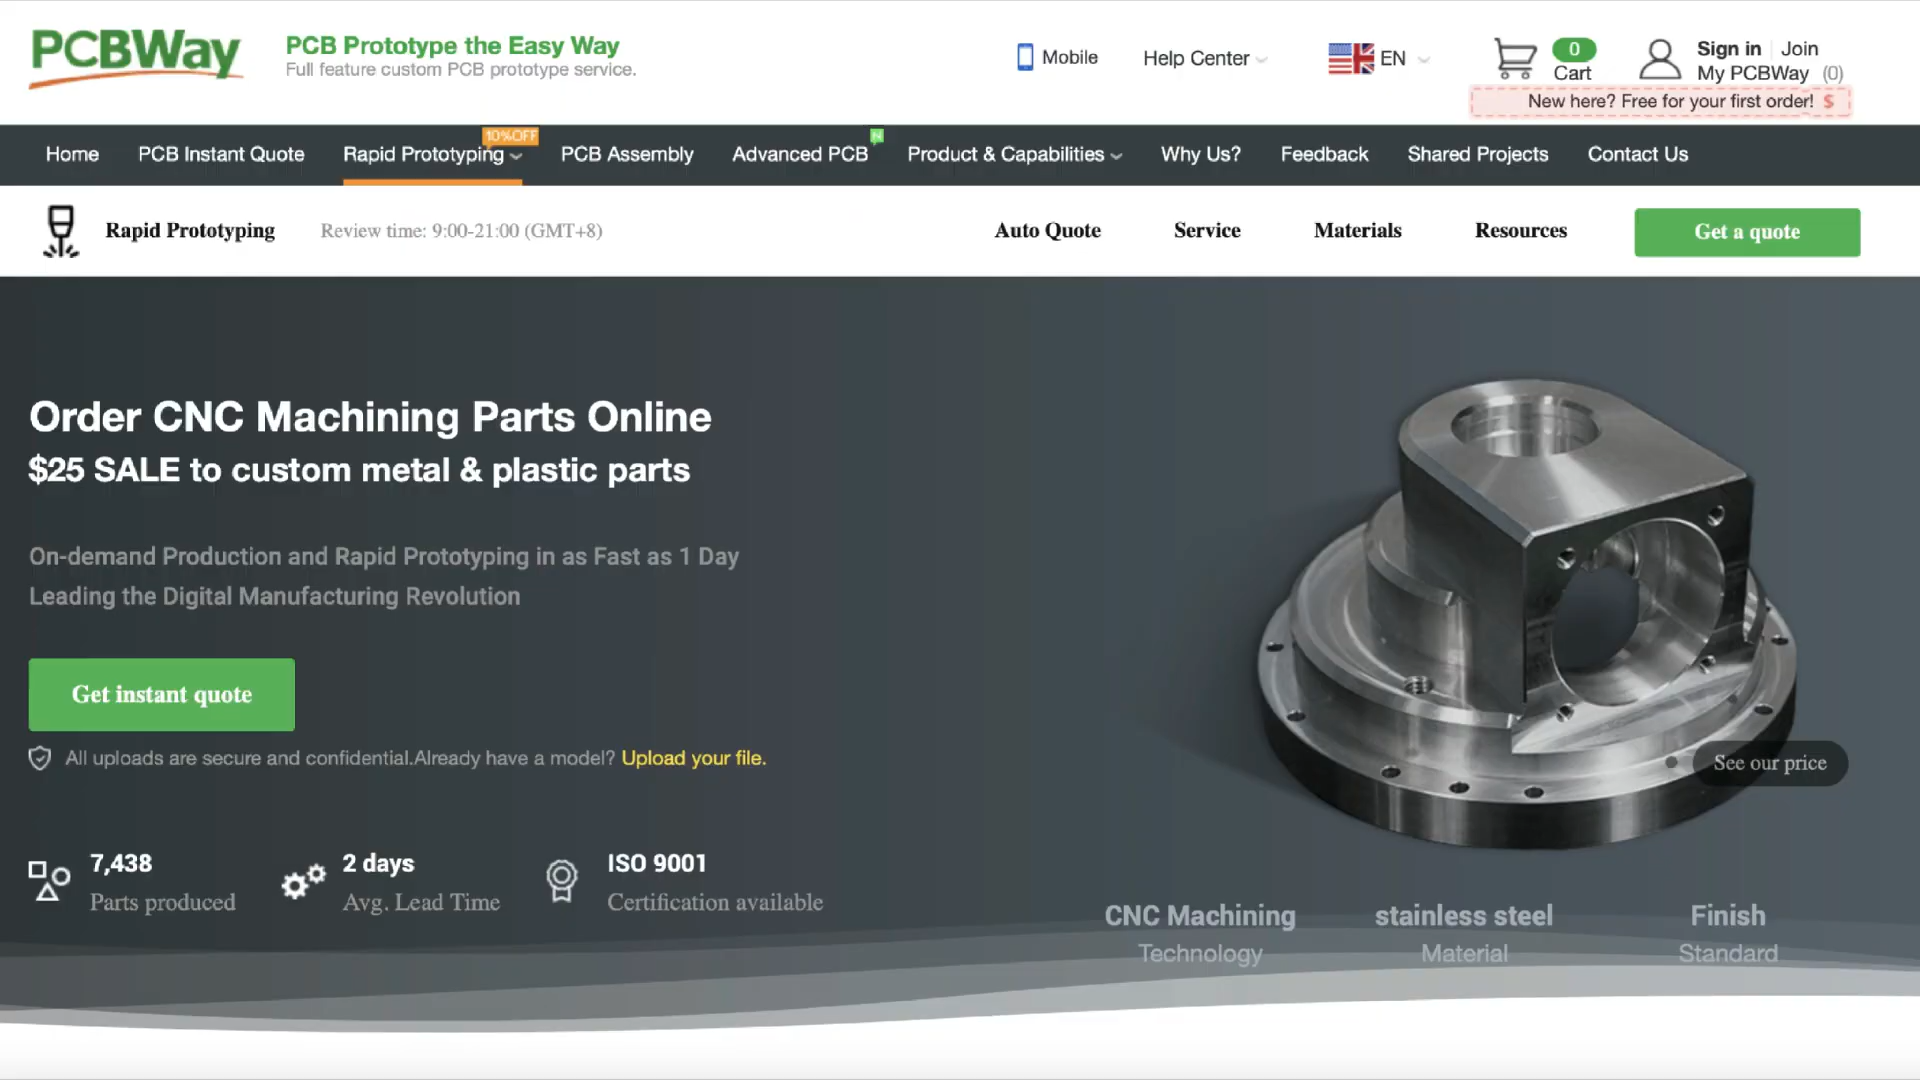 PCBWay
PCB Prototype the Easy Way
Full feature custom PCB prototype service.
Mobile
Help Center
EN
0
Cart
Sign in
Join
My PCBWay (0)
New here? Free for your first order! $
Home
PCB Instant Quote
10%OFF
Rapid Prototyping
PCB Assembly
Advanced PCB
N
Product & Capabilities
Why Us?
Feedback
Shared Projects
Contact Us
Rapid Prototyping
Review time: 9:00-21:00 (GMT+8)
Auto Quote
Service
Materials
Resources
Get a quote
Order CNC Machining Parts Online
$25 SALE to custom metal & plastic parts
On-demand Production and Rapid Prototyping in as Fast as 1 Day
Leading the Digital Manufacturing Revolution
Get instant quote
All uploads are secure and confidential.Already have a model? Upload your file.
See our price
7,438
Parts produced
2 days
Avg. Lead Time
ISO 9001
Certification available
CNC Machining
Technology
stainless steel
Material
Finish
Standard